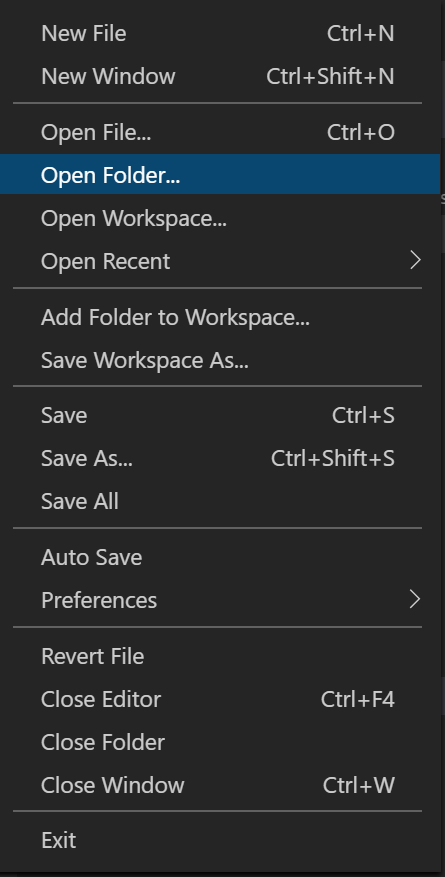 New File Ctrl+N
New Window Ctrl+Shift+N
Open File... Ctrl+O
Open Folder...
Open Workspace...
Open Recent
Add Folder to Workspace...
Save Workspace As...
Save Ctrl+S
Save As... Ctrl+Shift+S
Save All
Auto Save
Preferences
Revert File
Close Editor Ctrl+F4
Close Folder
Close Window Ctrl+W
Exit